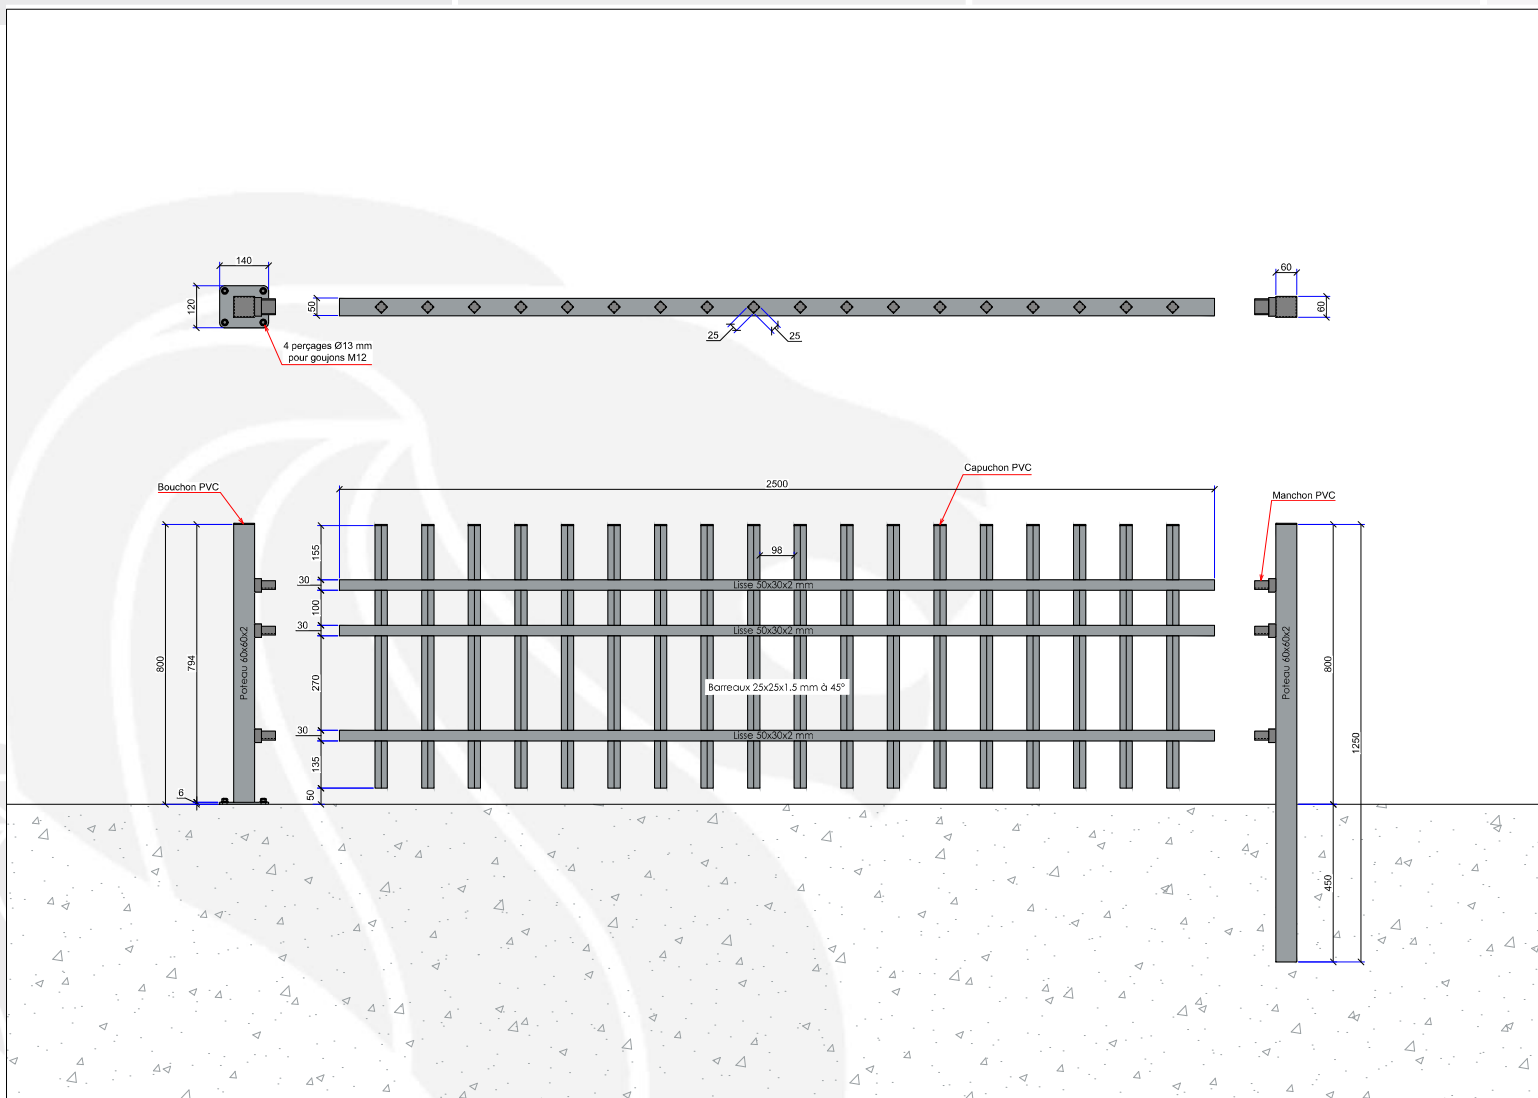 140
120
4 perçages Ø13 mm
pour goujons M12
50
25
25
60
60
Bouchon PVC
2500
Capuchon PVC
Manchon PVC
155
98
30
Lisse 50x30x2 mm
100
30
Lisse 50x30x2 mm
800
794
Poteau 60x60x2
270
Barreaux 25x25x1.5 mm à 45°
30
Lisse 50x30x2 mm
135
6
50
Poteau 60x60x2
800
1250
450